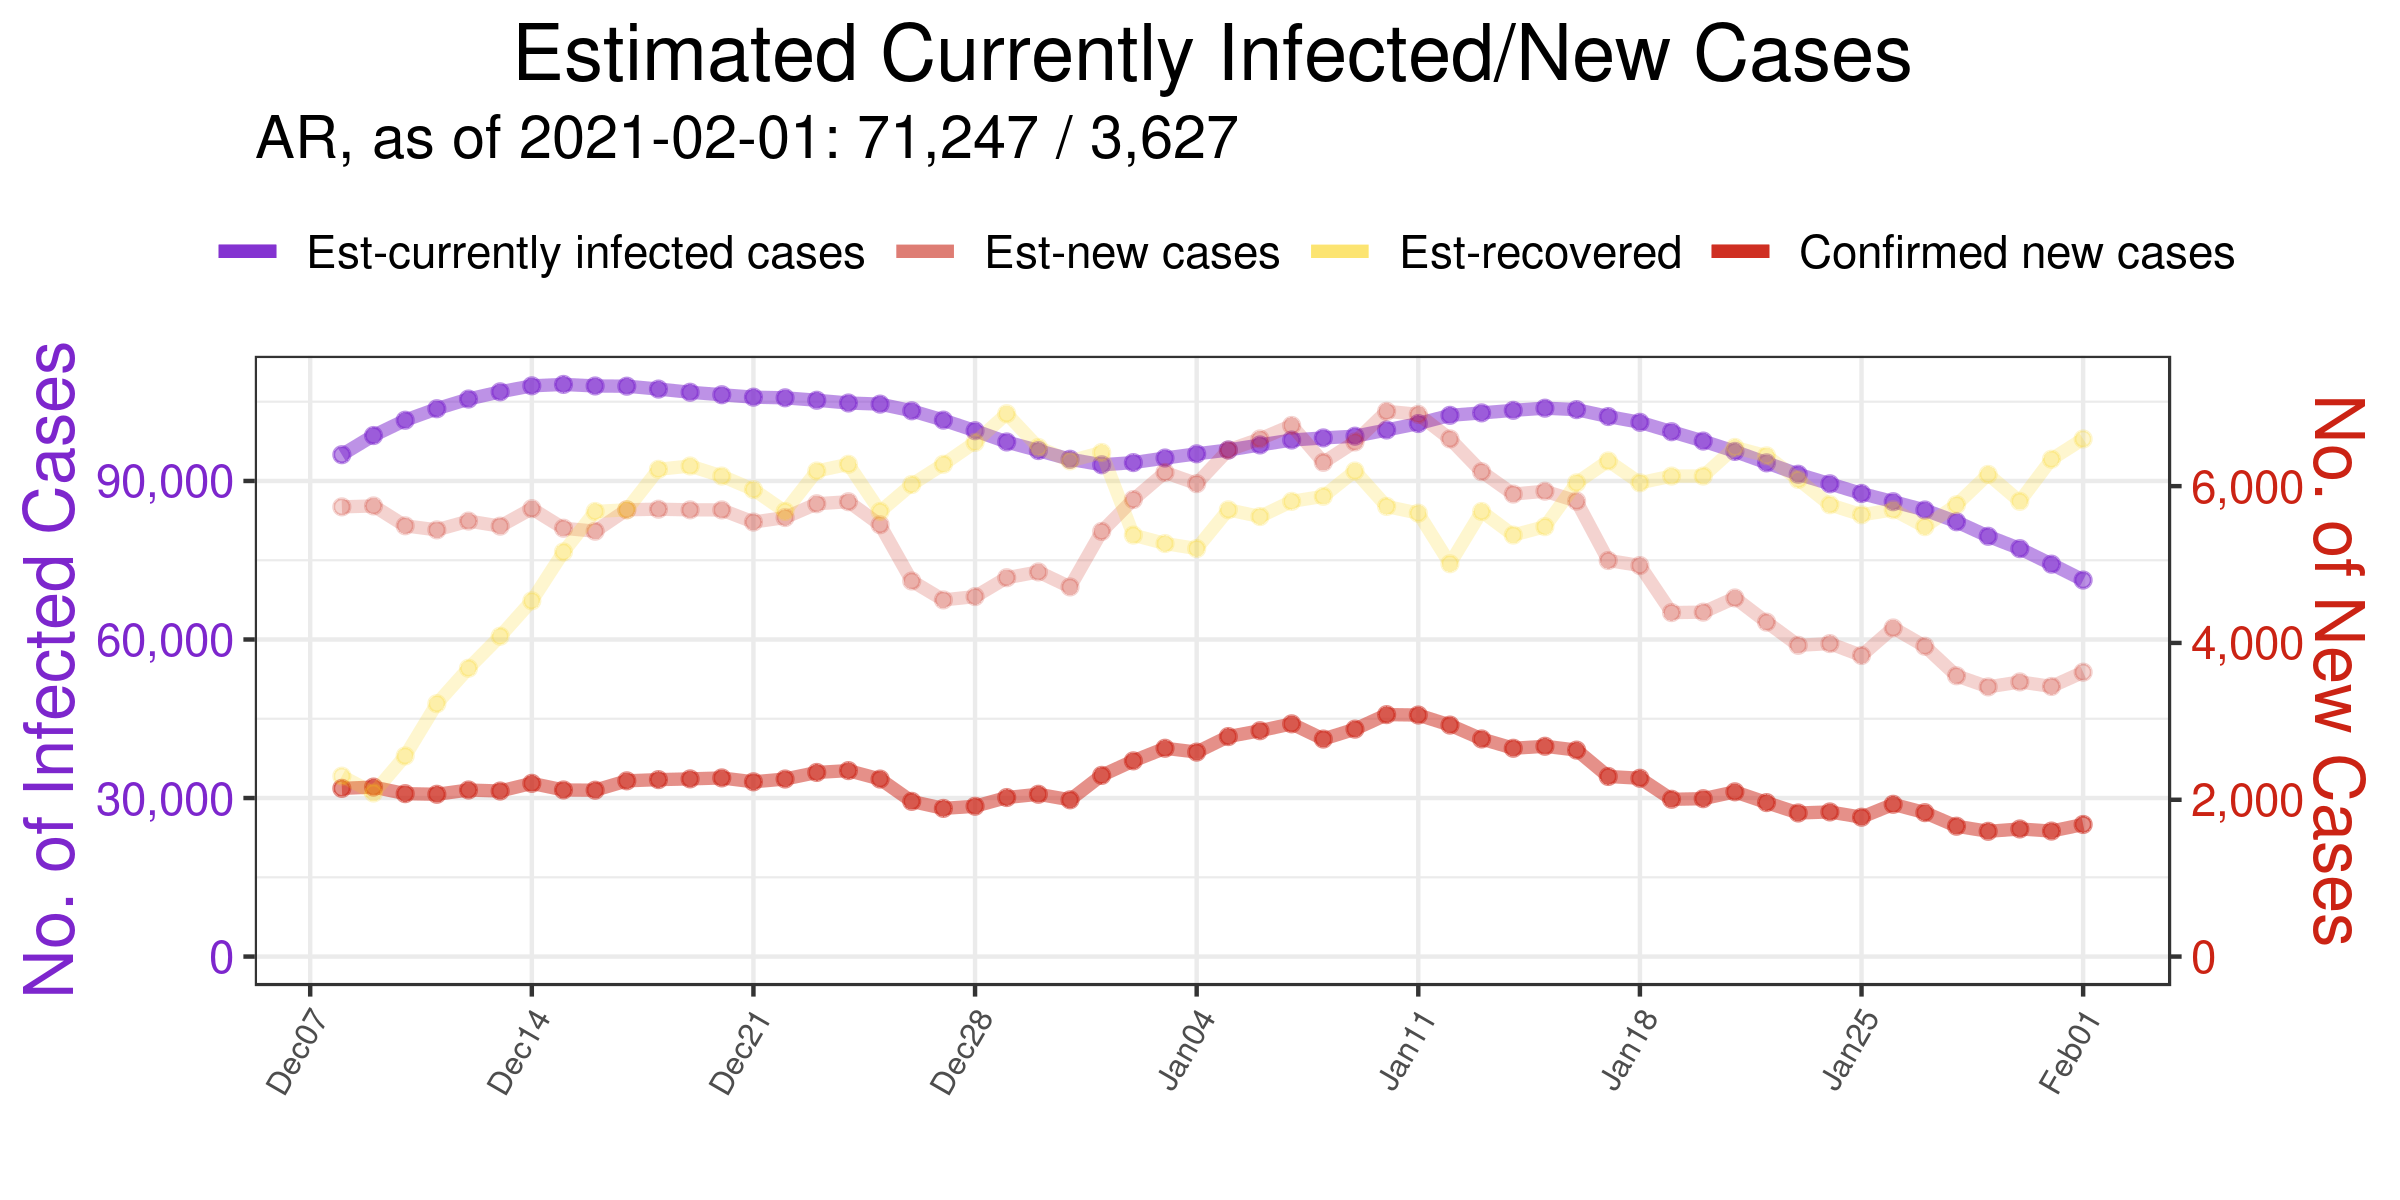 Estimated Currently Infected/New Cases
AR, as of 2021-02-01: 71,247 / 3,627
Est-currently infected cases Est-new cases Est-recovered Confirmed new cases
No. of Infected Cases
90,000
60,000
30,000
0
6,000
4,000
2,000
0
No. of New Cases
Dec07 Dec14 Dec21 Dec28 Jan04 Jan11 Jan18 Jan25 Feb01